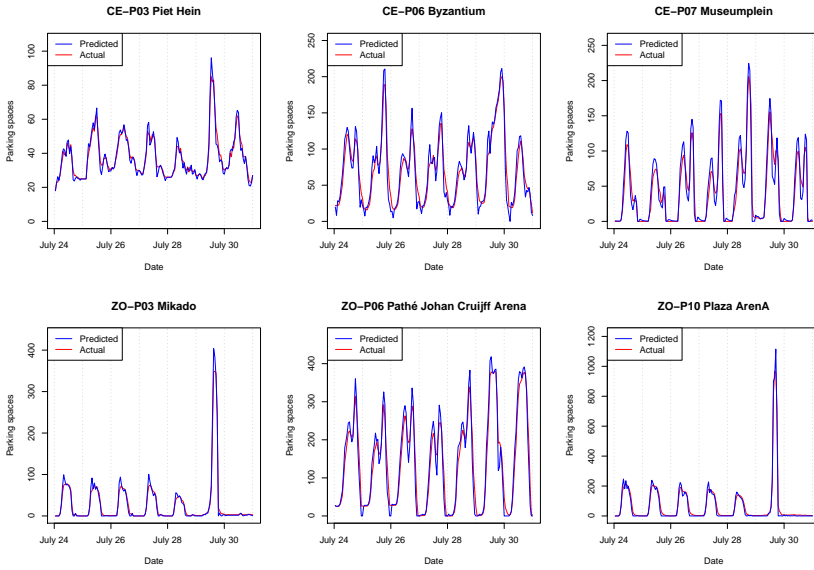 CE−P03 Piet Hein
CE−P06 Byzantium
CE−P07 Museumplein
Parking spaces
0
20
40
60
80
100
Predicted
Actual
July 24
July 26
July 28
July 30
Date
Parking spaces
0
50
100
150
200
250
Predicted
Actual
July 24
July 26
July 28
July 30
Date
Parking spaces
0
50
100
150
200
250
Predicted
Actual
July 24
July 26
July 28
July 30
Date
ZO−P03 Mikado
ZO−P06 Pathé Johan Cruijff Arena
ZO−P10 Plaza ArenA
Parking spaces
0
100
200
300
400
Predicted
Actual
July 24
July 26
July 28
July 30
Date
Parking spaces
0
100
200
300
400
Predicted
Actual
July 24
July 26
July 28
July 30
Date
Parking spaces
0
200
400
600
800
1000
1200
Predicted
Actual
July 24
July 26
July 28
July 30
Date